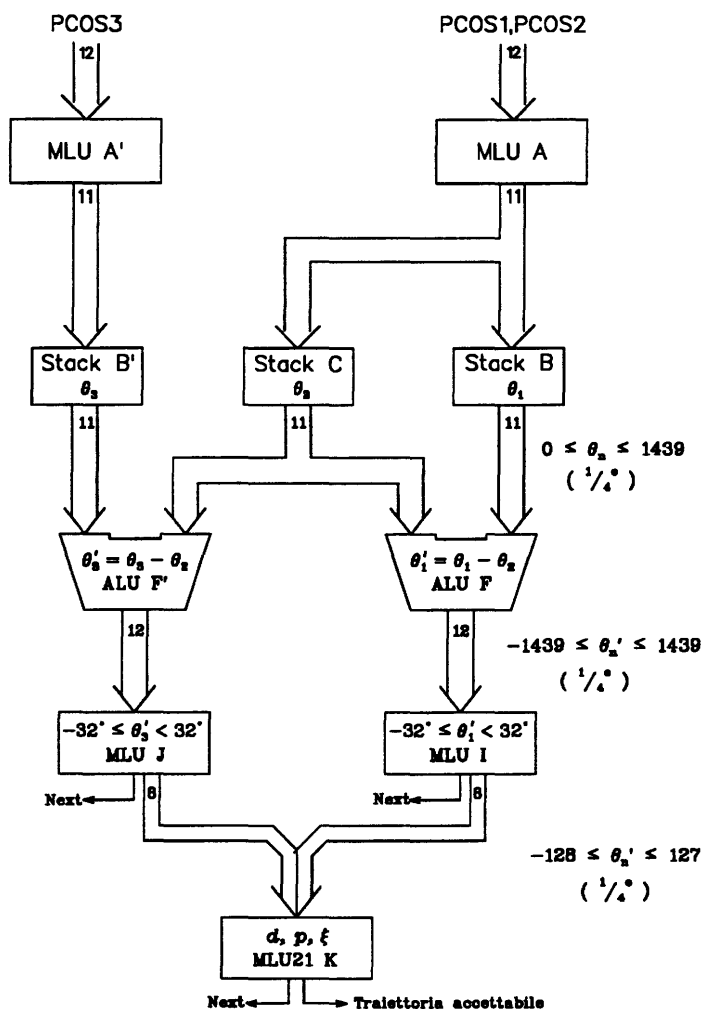 PCOS3
PCOS1,PCOS2
12
12
MLU A'
MLU A
11
11
Stack B'
θ₃
Stack C
θ₂
Stack B
θ₁
11
11
11
0 ≤ θₙ ≤ 1439
( 1/4° )
θ₃' = θ₃ − θ₂
ALU F'
θ₁' = θ₁ − θ₂
ALU F
12
12
−1439 ≤ θₙ' ≤ 1439
( 1/4° )
−32° ≤ θ₃' < 32°
MLU J
−32° ≤ θ₁' < 32°
MLU I
Next
8
Next
8
−128 ≤ θₙ' ≤ 127
( 1/4° )
d, p, ξ
MLU21 K
Next
Traiettoria accettabile